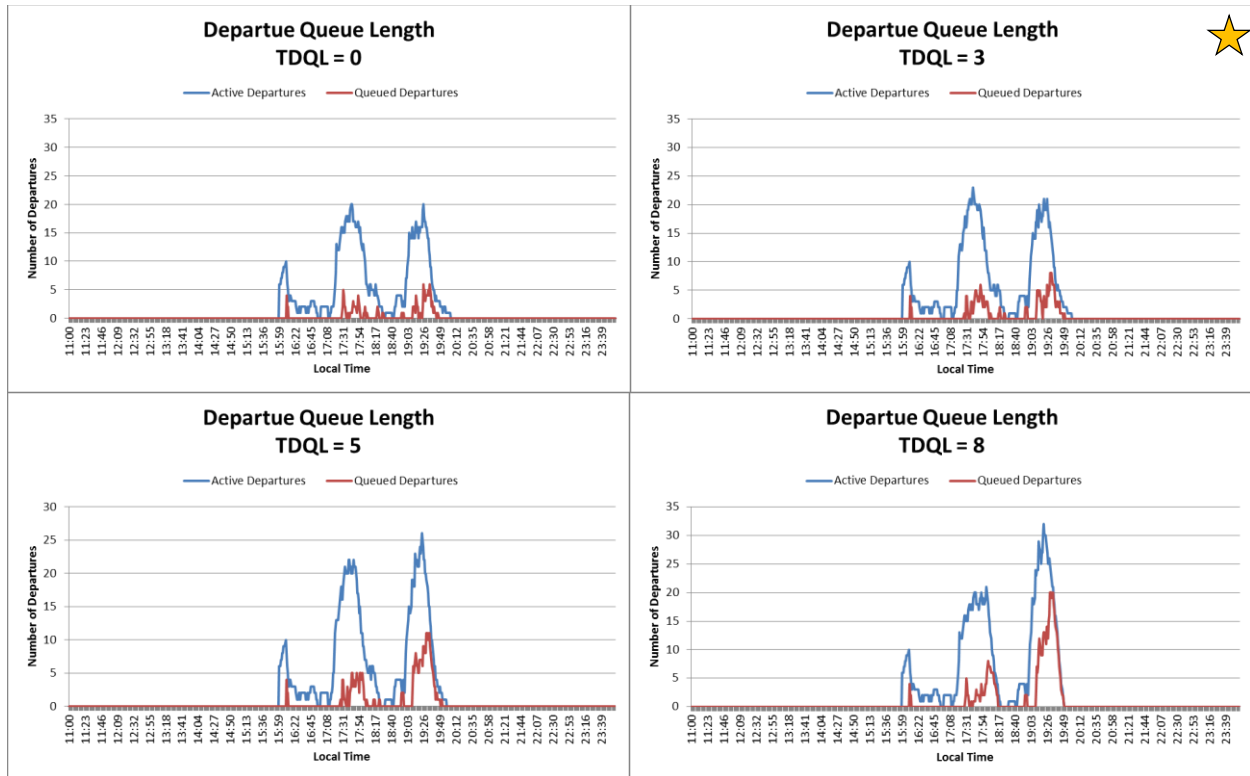 Departue Queue Length
TDQL = 0
Active Departures
Queued Departures
Number of Departures
35
30
25
20
15
10
5
0
11:00 11:23 11:46 12:09 12:32 12:55 13:18 13:41 14:04 14:27 14:50 15:13 15:36 15:59 16:22 16:45 17:08 17:31 17:54 18:17 18:40 19:03 19:26 19:49 20:12 20:35 20:58 21:21 21:44 22:07 22:30 22:53 23:16 23:39
Local Time
Departue Queue Length
TDQL = 3
Active Departures
Queued Departures
Number of Departures
35
30
25
20
15
10
5
0
11:00 11:23 11:46 12:09 12:32 12:55 13:18 13:41 14:04 14:27 14:50 15:13 15:36 15:59 16:22 16:45 17:08 17:31 17:54 18:17 18:40 19:03 19:26 19:49 20:12 20:35 20:58 21:21 21:44 22:07 22:30 22:53 23:16 23:39
Local Time
Departue Queue Length
TDQL = 5
Active Departures
Queued Departures
Number of Departures
30
25
20
15
10
5
0
11:00 11:23 11:46 12:09 12:32 12:55 13:18 13:41 14:04 14:27 14:50 15:13 15:36 15:59 16:22 16:45 17:08 17:31 17:54 18:17 18:40 19:03 19:26 19:49 20:12 20:35 20:58 21:21 21:44 22:07 22:30 22:53 23:16 23:39
Local Time
Departue Queue Length
TDQL = 8
Active Departures
Queued Departures
Number of Departures
35
30
25
20
15
10
5
0
11:00 11:23 11:46 12:09 12:32 12:55 13:18 13:41 14:04 14:27 14:50 15:13 15:36 15:59 16:22 16:45 17:08 17:31 17:54 18:17 18:40 19:03 19:26 19:49 20:12 20:35 20:58 21:21 21:44 22:07 22:30 22:53 23:16 23:39
Local Time